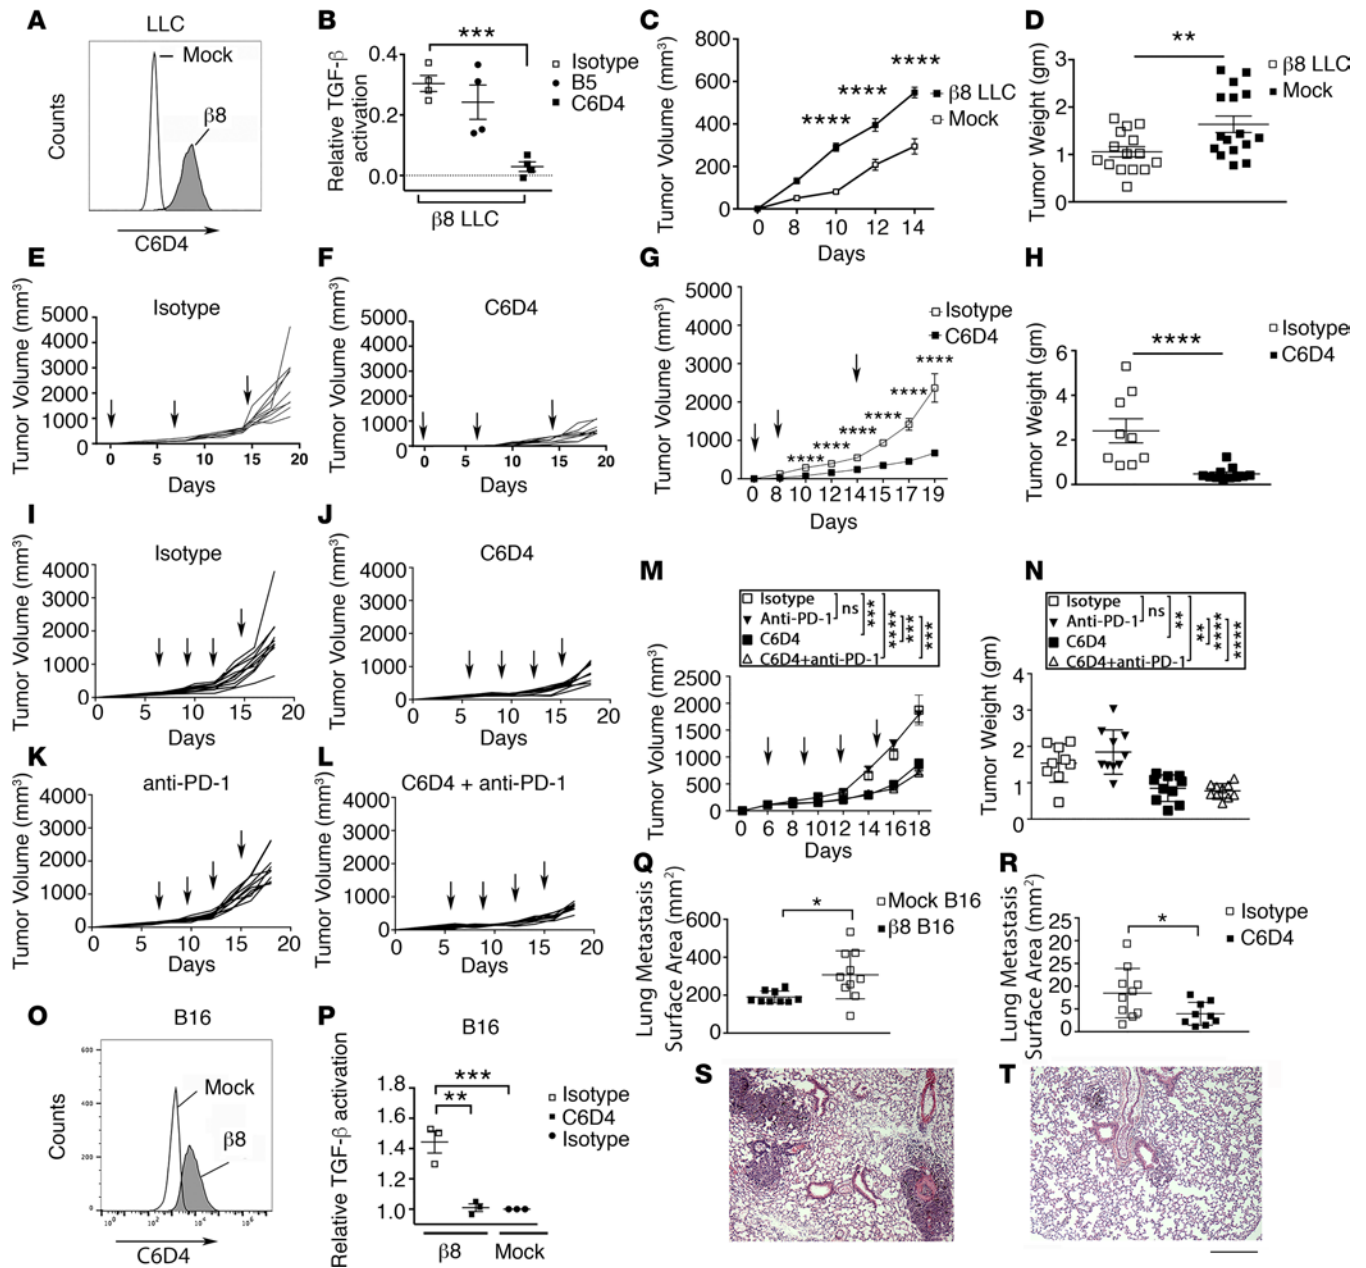 A
LLC
Mock
β8
Counts
C6D4
B
***
Relative TGF-β
activation
0.4
0.2
0.0
Isotype
B5
C6D4
β8 LLC
C
Tumor Volume (mm³)
800
600
400
200
0
****
****
****
β8 LLC
Mock
0 8 10 12 14
Days
D
Tumor Weight (gm)
4
3
2
1
0
**
β8 LLC
Mock
E
Isotype
Tumor Volume (mm³)
5000
4000
3000
2000
1000
0
0 5 10 15 20
Days
F
C6D4
Tumor Volume (mm³)
5000
4000
3000
2000
1000
0
0 5 10 15 20
Days
G
Tumor Volume (mm³)
5000
4000
3000
2000
1000
0
Isotype
C6D4
****
****
****
****
****
****
0 8 10 12 14 15 17 19
Days
H
Tumor Weight (gm)
6
4
2
0
****
Isotype
C6D4
I
Isotype
Tumor Volume (mm³)
4000
3000
2000
1000
0
0 5 10 15 20
Days
J
C6D4
Tumor Volume (mm³)
4000
3000
2000
1000
0
0 5 10 15 20
Days
K
anti-PD-1
Tumor Volume (mm³)
4000
3000
2000
1000
0
0 5 10 15 20
Days
L
C6D4 + anti-PD-1
Tumor Volume (mm³)
4000
3000
2000
1000
0
0 5 10 15 20
Days
M
Isotype
Anti-PD-1
C6D4
C6D4+anti-PD-1
ns
***
****
***
***
Tumor Volume (mm³)
2500
2000
1500
1000
500
0
0 6 8 10 12 14 16 18
Days
N
Isotype
Anti-PD-1
C6D4
C6D4+anti-PD-1
ns
**
**
****
****
Tumor Weight (gm)
4
3
2
1
0
O
B16
Counts
600
400
200
0
Mock
β8
10⁰ 10² 10⁴ 10⁶
C6D4
P
B16
Relative TGF-β activation
1.8
1.6
1.4
1.2
1.0
***
**
Isotype
C6D4
Isotype
β8 Mock
Q
Lung Metastasis
Surface Area (mm²)
600
400
200
0
*
Mock B16
β8 B16
R
Lung Metastasis
Surface Area (mm²)
25
15
25
20
5
0
*
Isotype
C6D4
S
T